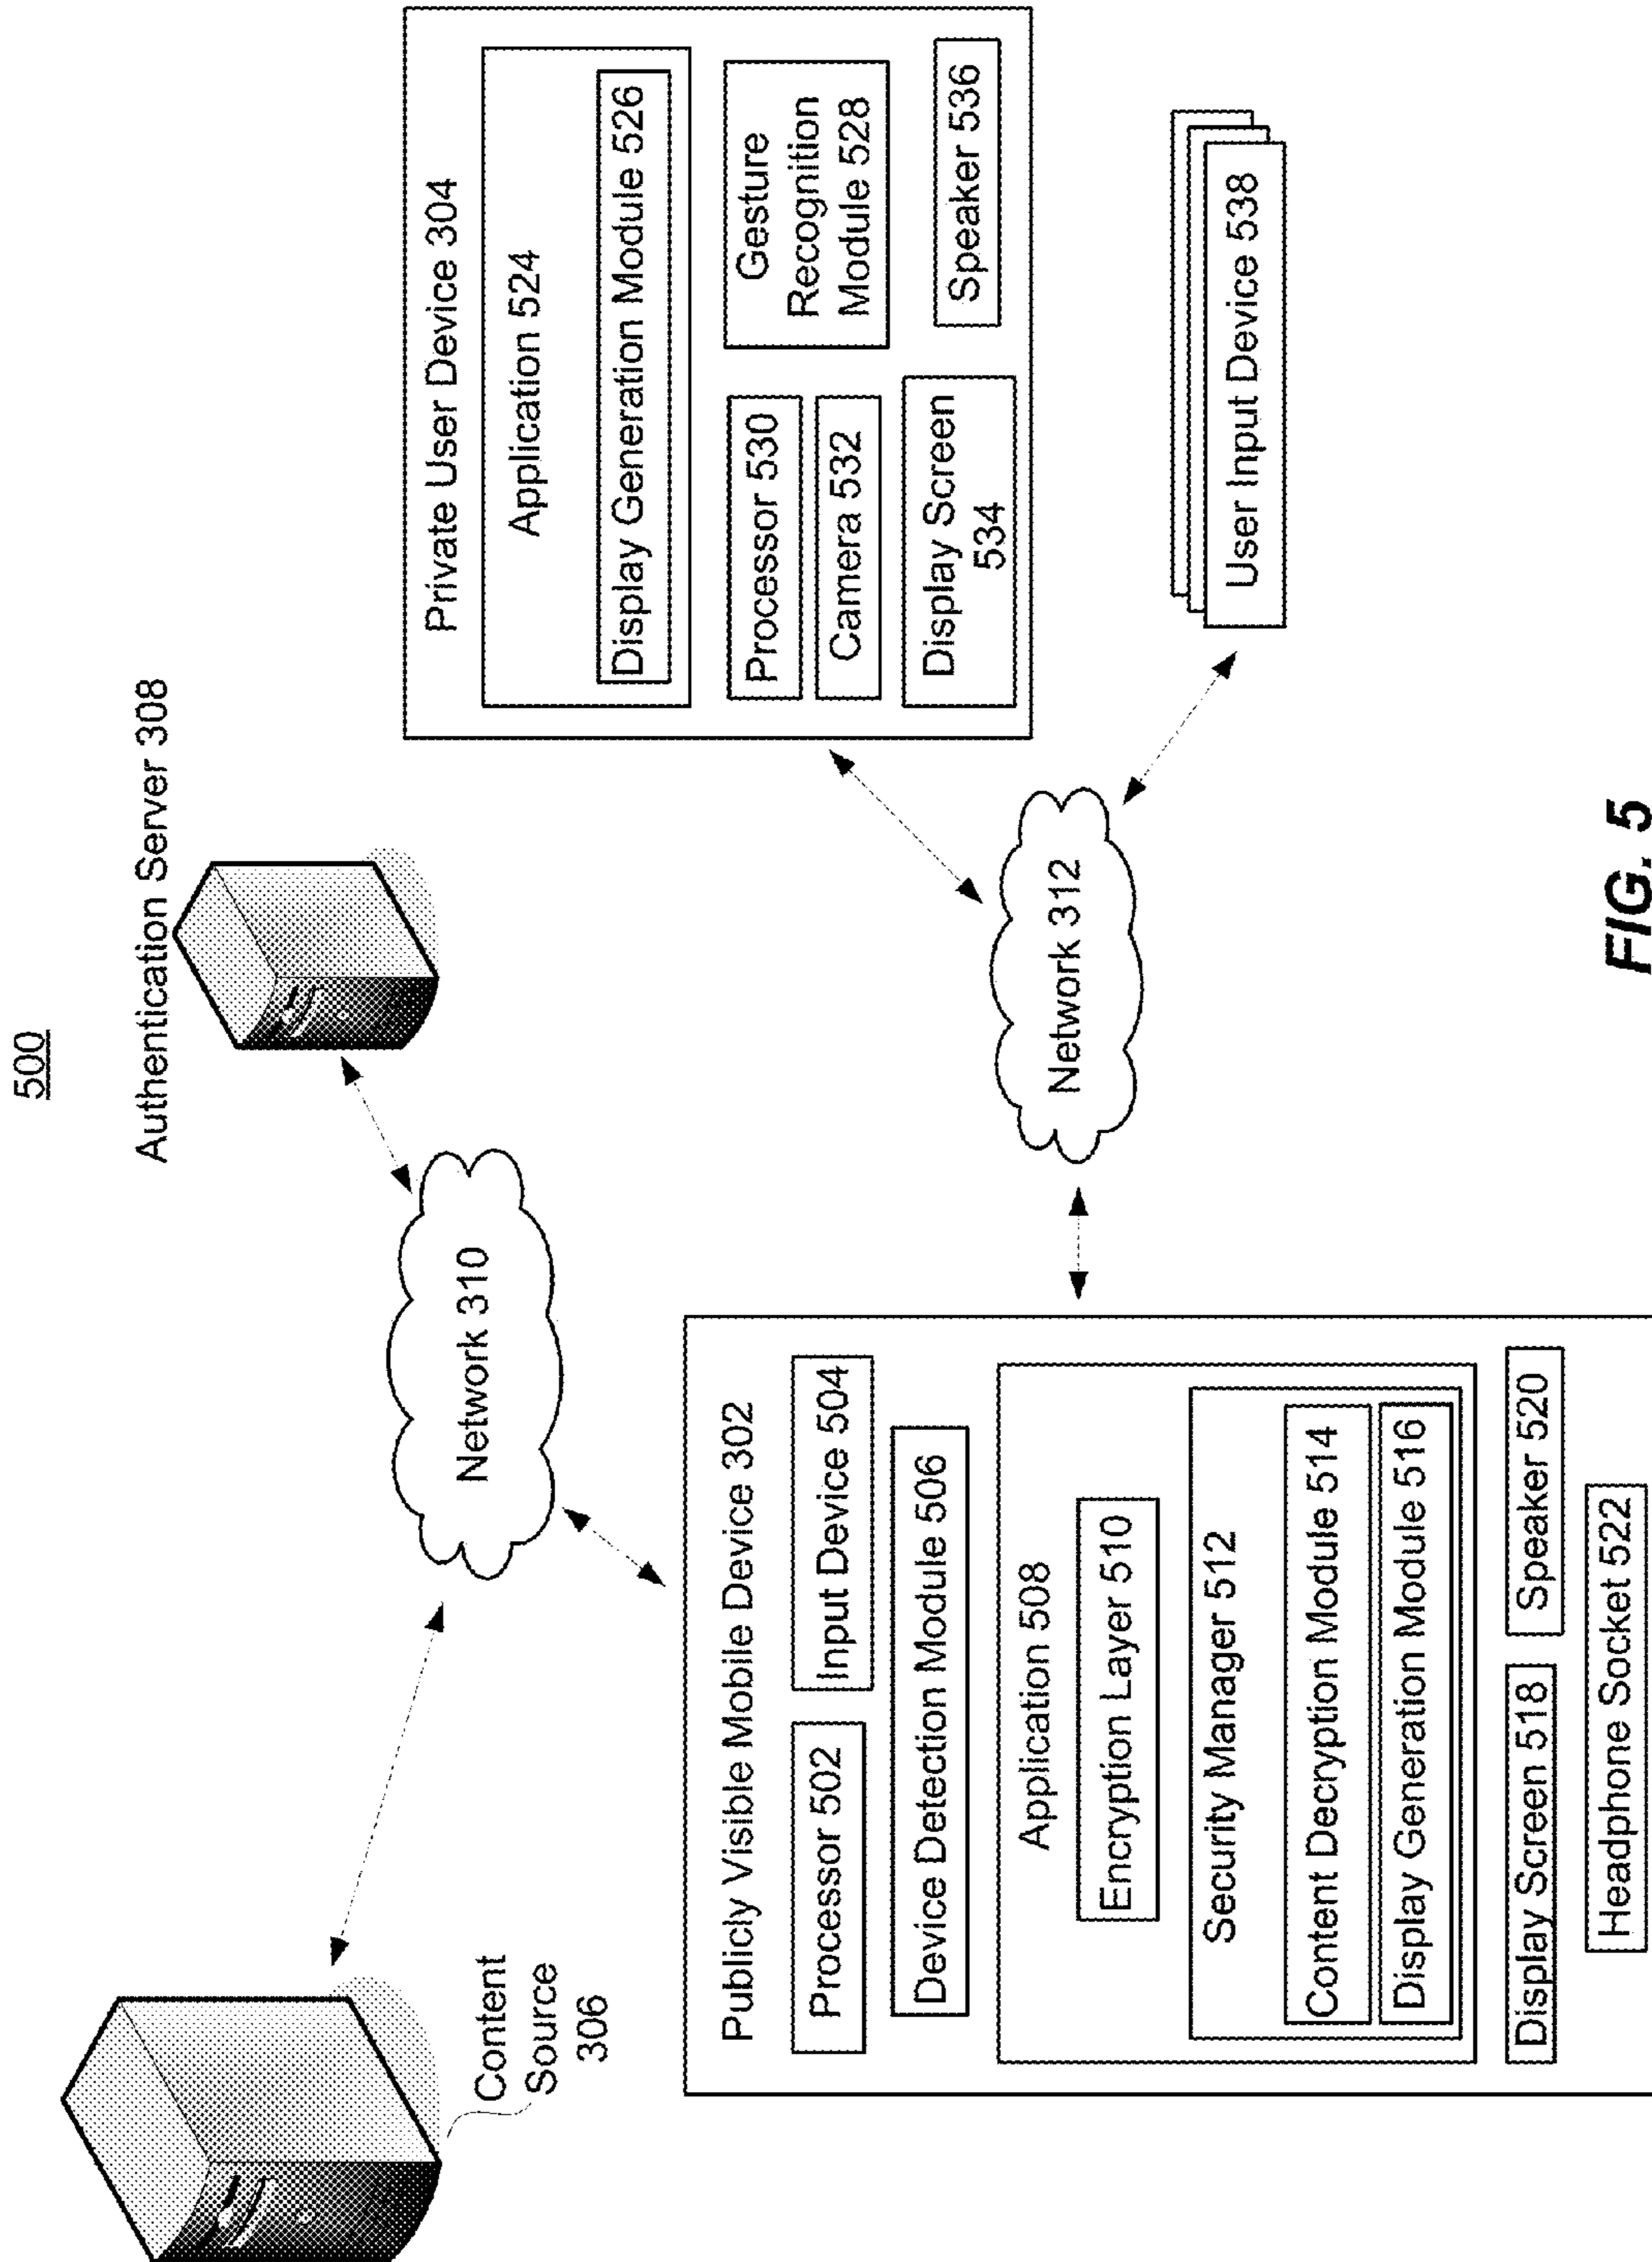 500
Authentication Server 308
Content
Source
306
Network 310
Publicly Visible Mobile Device 302
Processor 502
Input Device 504
Device Detection Module 506
Application 508
Encryption Layer 510
Security Manager 512
Content Decryption Module 514
Display Generation Module 516
Display Screen 518
Speaker 520
Headphone Socket 522
Network 312
Private User Device 304
Application 524
Display Generation Module 526
Processor 530
Camera 532
Gesture
Recognition
Module 528
Display Screen
534
Speaker 536
User Input Device 538
FIG. 5